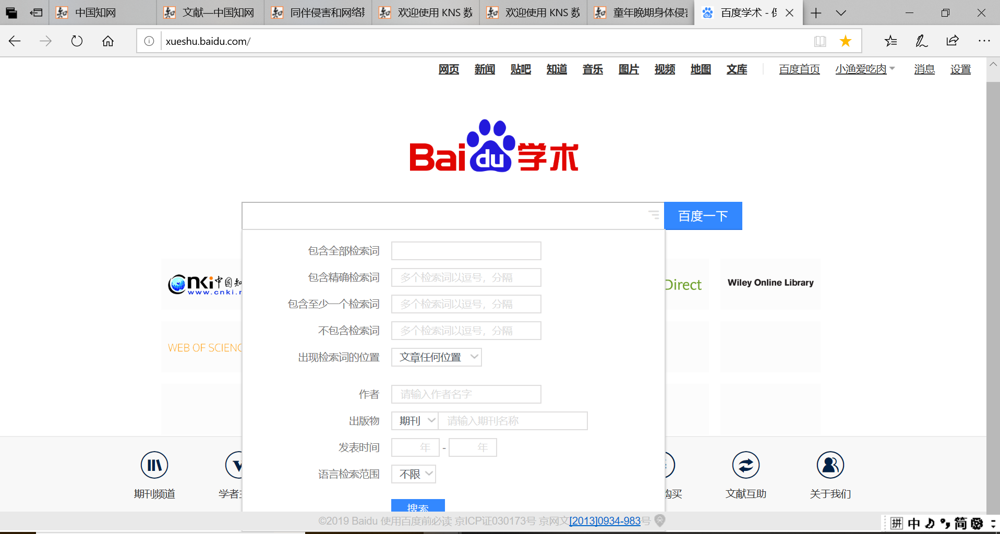 中国知网
文献—中国知网
同伴侵害和网络
欢迎使用 KNS 数
欢迎使用 KNS 数
童年晚期身体侵害
百度学术 -
xueshu.baidu.com/
网页 新闻 贴吧 知道 音乐 图片 视频 地图 文库 百度首页 小渔爱吃肉 消息 设置
Bai du 学术
百度一下
包含全部检索词
包含精确检索词 多个检索词以逗号，分隔
包含至少一个检索词 多个检索词以逗号，分隔
不包含检索词 多个检索词以逗号，分隔
出现检索词的位置 文章任何位置
作者 请输入作者名字
出版物 期刊 请输入期刊名称
发表时间 年 - 年
语言检索范围 不限
搜索
Cnki 中国知
www.cnki.
Direct
Wiley Online Library
WEB OF SCIENC
期刊频道
学者
购买
文献互助
关于我们
©2019 Baidu 使用百度前必读 京ICP证030173号 京网文[2013]0934-983号
拼 中 简